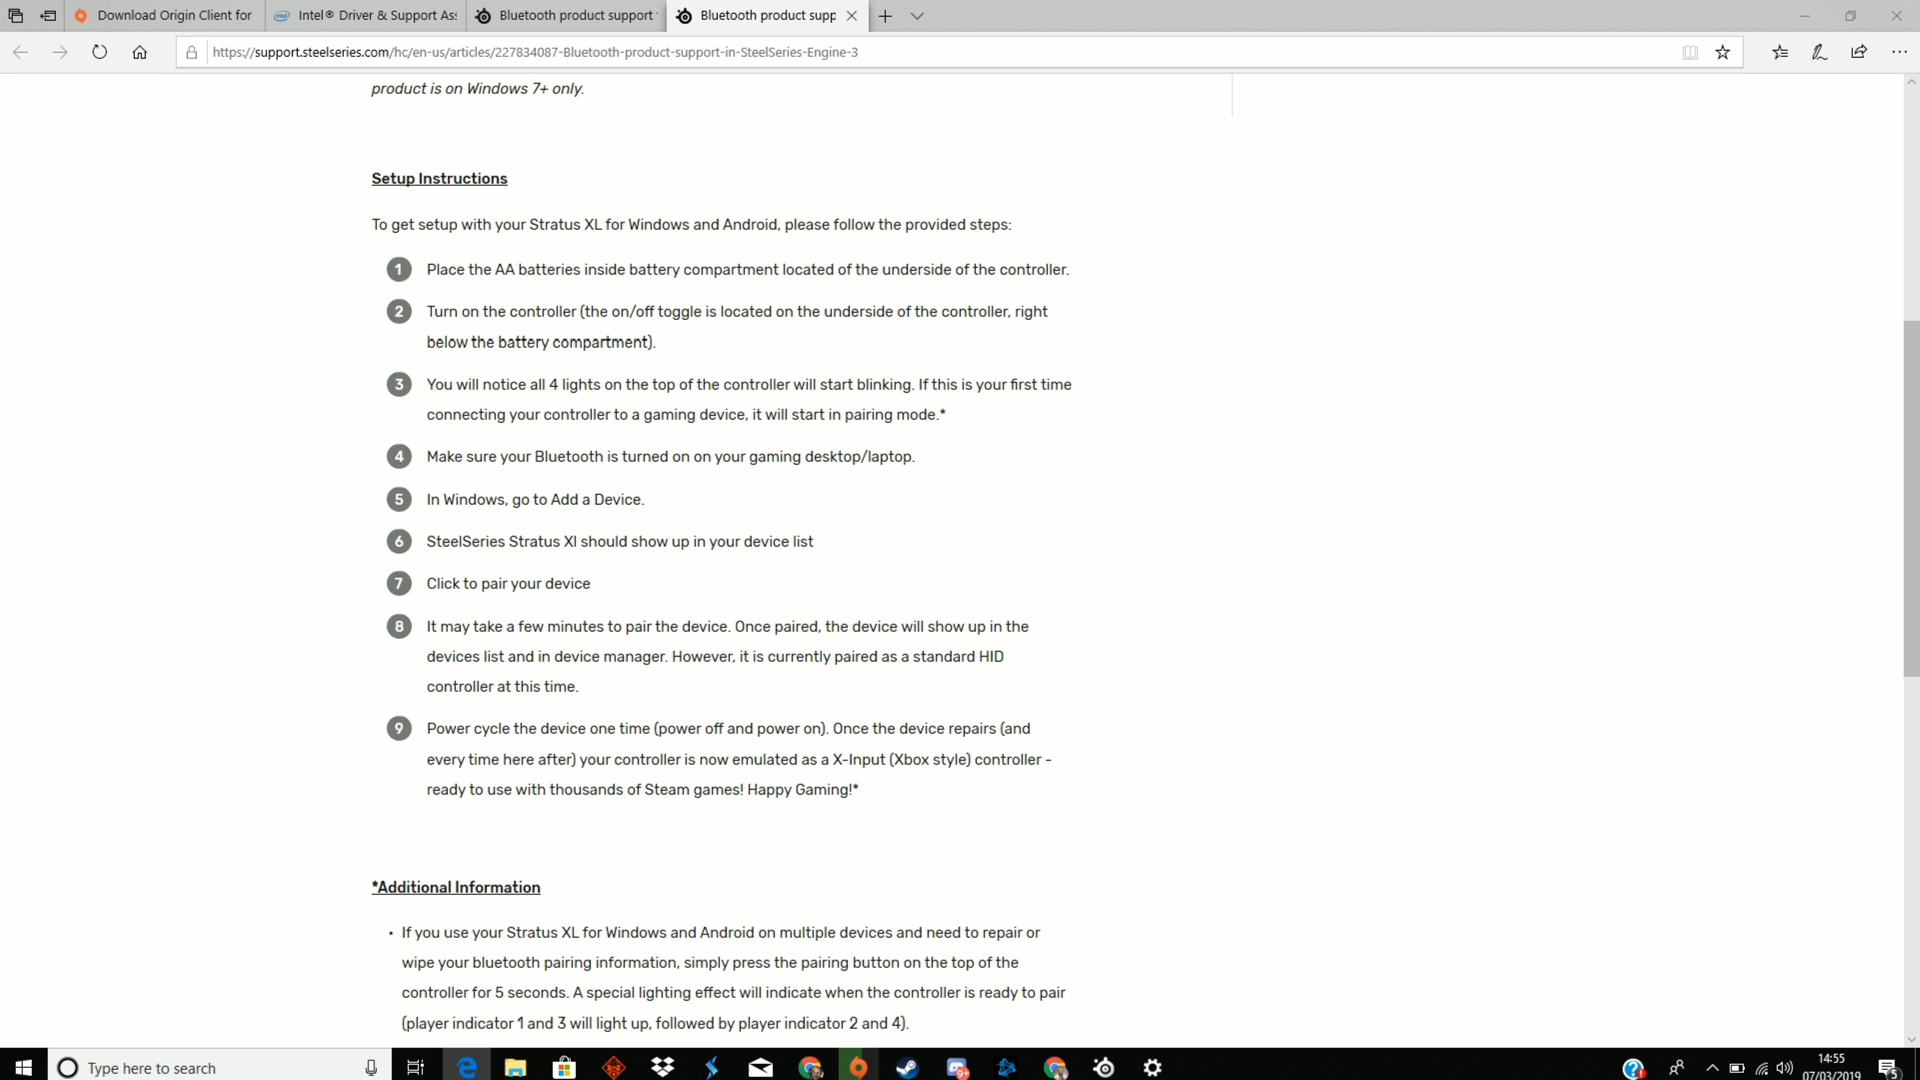 Download Origin Client for
Intel® Driver & Support Ass
Bluetooth product support
Bluetooth product supp
https://support.steelseries.com/hc/en-us/articles/227834087-Bluetooth-product-support-in-SteelSeries-Engine-3
product is on Windows 7+ only.
Setup Instructions
To get setup with your Stratus XL for Windows and Android, please follow the provided steps:
1 Place the AA batteries inside battery compartment located of the underside of the controller.
2 Turn on the controller (the on/off toggle is located on the underside of the controller, right
below the battery compartment).
3 You will notice all 4 lights on the top of the controller will start blinking. If this is your first time
connecting your controller to a gaming device, it will start in pairing mode.*
4 Make sure your Bluetooth is turned on on your gaming desktop/laptop.
5 In Windows, go to Add a Device.
6 SteelSeries Stratus Xl should show up in your device list
7 Click to pair your device
8 It may take a few minutes to pair the device. Once paired, the device will show up in the
devices list and in device manager. However, it is currently paired as a standard HID
controller at this time.
9 Power cycle the device one time (power off and power on). Once the device repairs (and
every time here after) your controller is now emulated as a X-Input (Xbox style) controller -
ready to use with thousands of Steam games! Happy Gaming!*
*Additional Information
• If you use your Stratus XL for Windows and Android on multiple devices and need to repair or
wipe your bluetooth pairing information, simply press the pairing button on the top of the
controller for 5 seconds. A special lighting effect will indicate when the controller is ready to pair
(player indicator 1 and 3 will light up, followed by player indicator 2 and 4).
Type here to search
14:55
07/03/2019
5